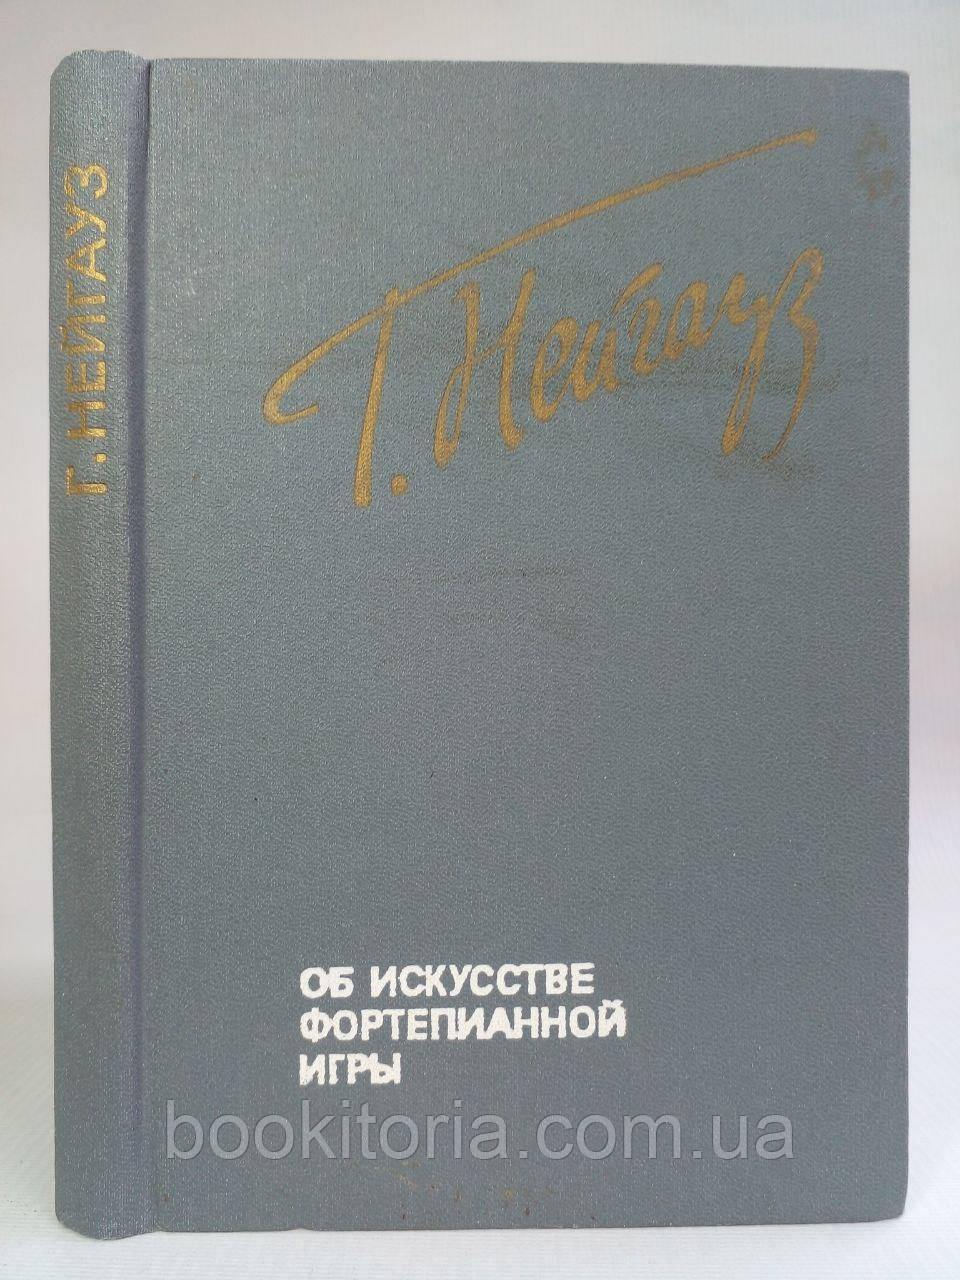 Г. НЕЙГАУЗ
Г. Нейгауз
ОБ ИСКУССТВЕ
ФОРТЕПИАННОЙ
ИГРЫ
bookitoria.com.ua